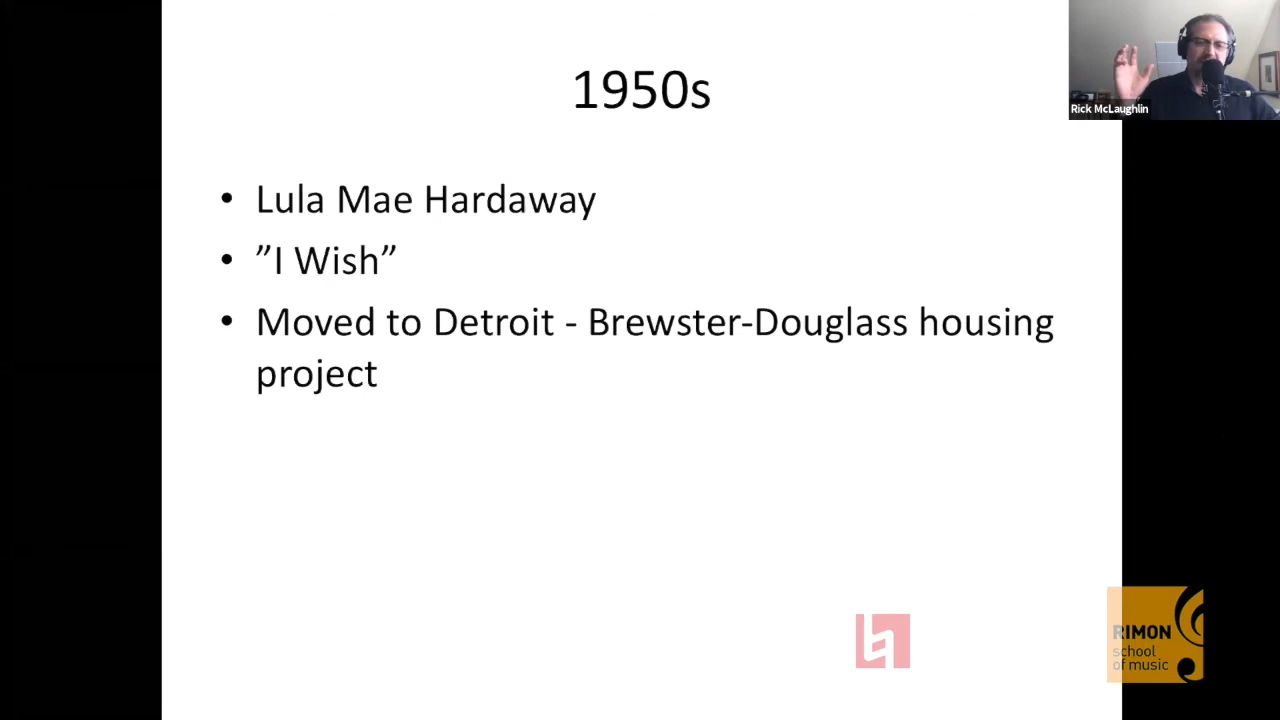 1950s
Rick McLaughlin
• Lula Mae Hardaway
• ”I Wish”
• Moved to Detroit - Brewster-Douglass housing
project
RIMON
school
of music